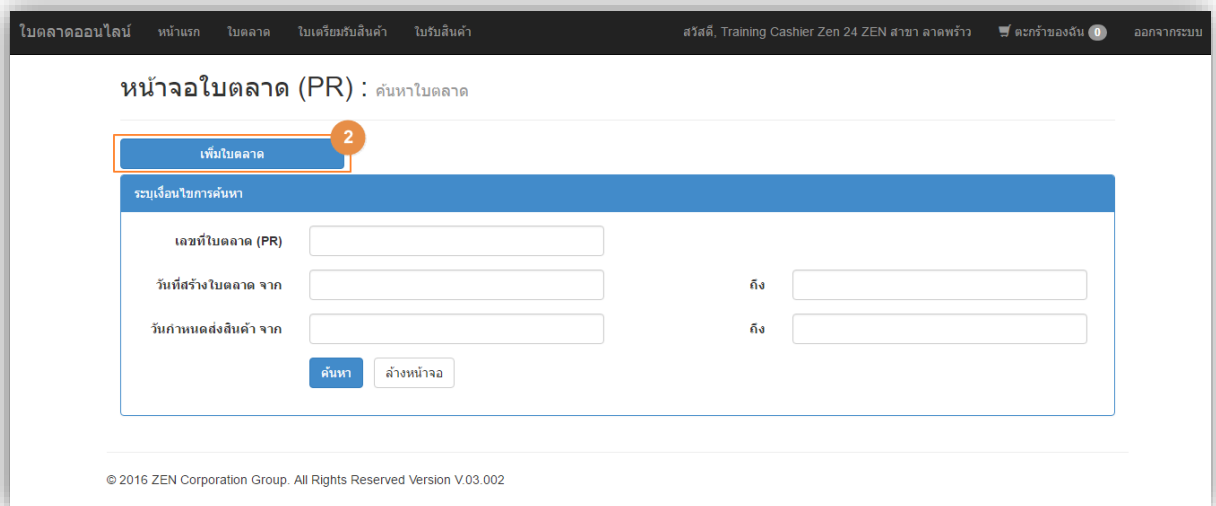 ใบตลาดออนไลน์ หน้าแรก ใบตลาด ใบเตรียมรับสินค้า ใบรับสินค้า สวัสดี, Training Cashier Zen 24 ZEN สาขา ลาดพร้าว ตะกร้าของฉัน 0 ออกจากระบบ
หน้าจอใบตลาด (PR) : ค้นหาใบตลาด
2
เพิ่มใบตลาด
ระบุเงื่อนไขการค้นหา
เลขที่ใบตลาด (PR)
วันที่สร้างใบตลาด จาก ถึง
วันกำหนดส่งสินค้า จาก ถึง
ค้นหา ล้างหน้าจอ
© 2016 ZEN Corporation Group. All Rights Reserved Version V.03.002